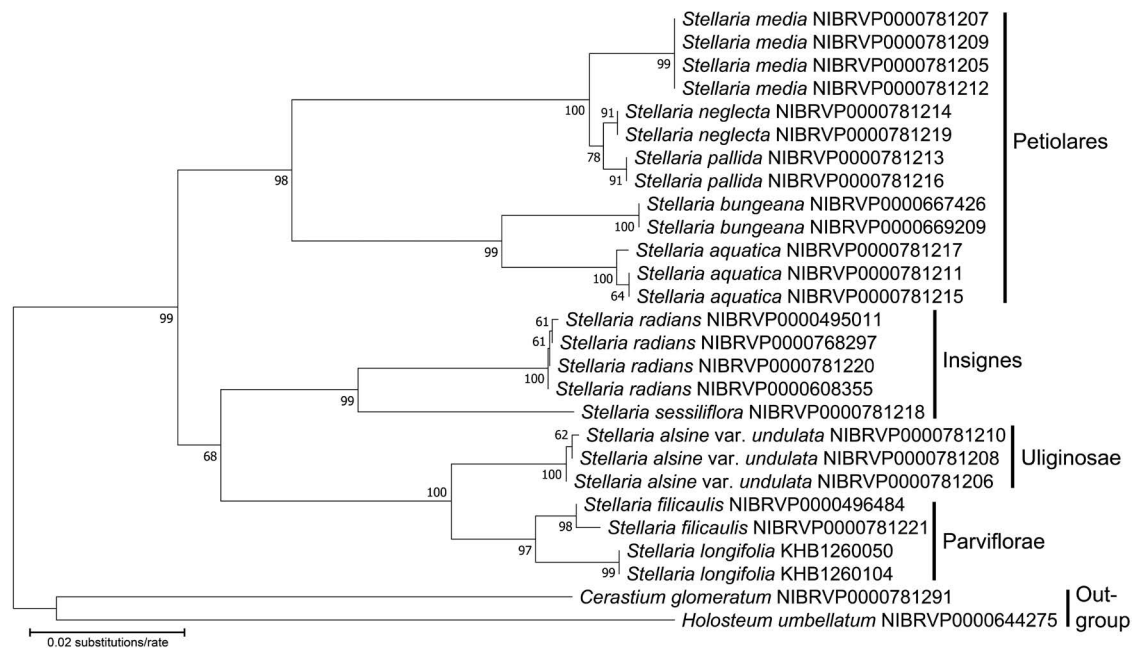 Stellaria media NIBRVP0000781207
Stellaria media NIBRVP0000781209
Stellaria media NIBRVP0000781205
99
Stellaria media NIBRVP0000781212
100
Stellaria neglecta NIBRVP0000781214
91
Stellaria neglecta NIBRVP0000781219
Petiolares
78
Stellaria pallida NIBRVP0000781213
98
91
Stellaria pallida NIBRVP0000781216
Stellaria bungeana NIBRVP0000667426
100
Stellaria bungeana NIBRVP0000669209
99
Stellaria aquatica NIBRVP0000781217
100
Stellaria aquatica NIBRVP0000781211
64
Stellaria aquatica NIBRVP0000781215
99
61
Stellaria radians NIBRVP0000495011
61
Stellaria radians NIBRVP0000768297
Insignes
Stellaria radians NIBRVP0000781220
100
Stellaria radians NIBRVP0000608355
99
Stellaria sessiliflora NIBRVP0000781218
62
Stellaria alsine var. undulata NIBRVP0000781210
68
Stellaria alsine var. undulata NIBRVP0000781208
Uliginosae
100
Stellaria alsine var. undulata NIBRVP0000781206
100
Stellaria filicaulis NIBRVP0000496484
98
Stellaria filicaulis NIBRVP0000781221
Parviflorae
97
Stellaria longifolia KHB1260050
99
Stellaria longifolia KHB1260104
Cerastium glomeratum NIBRVP0000781291
Out-
group
Holosteum umbellatum NIBRVP0000644275
0.02 substitutions/rate